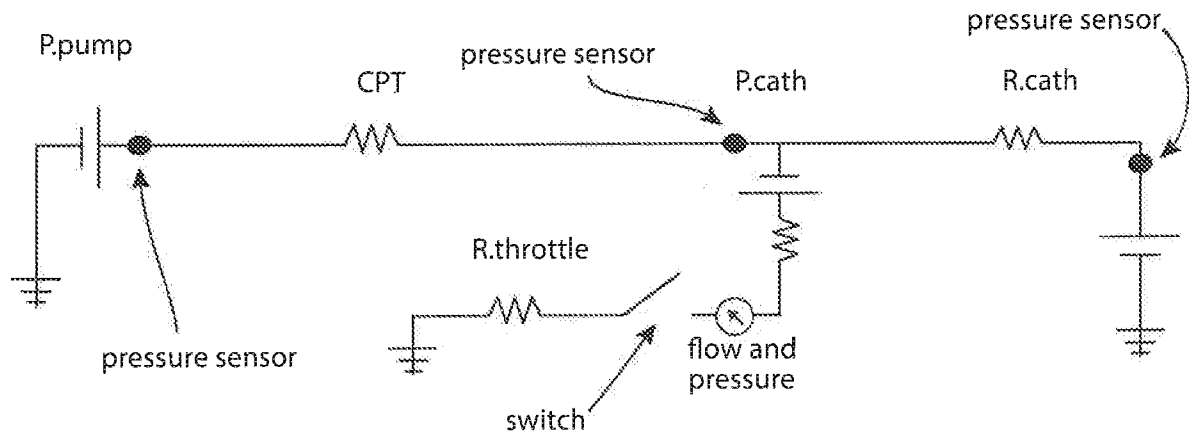 pressure sensor
P.pump
pressure sensor
CPT
P.cath
R.cath
R.throttle
pressure sensor
flow and
pressure
switch